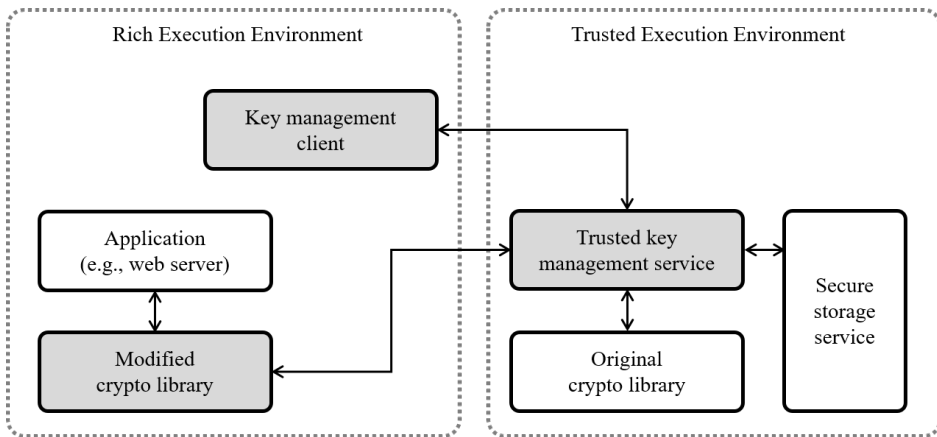 Rich Execution Environment
Trusted Execution Environment
Key management
client
Application
(e.g., web server)
Modified
crypto library
Trusted key
management service
Original
crypto library
Secure
storage
service